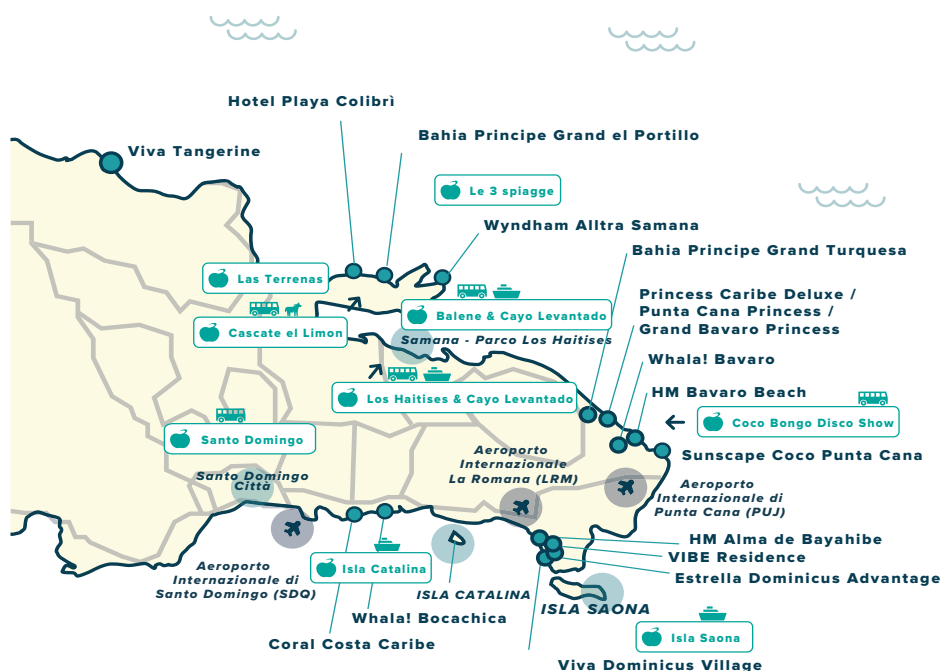 Hotel Playa Colibrì
Bahia Principe Grand el Portillo
Viva Tangerine
Le 3 spiagge
Wyndham Alltra Samana
Bahia Principe Grand Turquesa
Las Terrenas
Princess Caribe Deluxe /
Punta Cana Princess /
Grand Bavaro Princess
Balene & Cayo Levantado
Cascate el Limon
Samana - Parco Los Haitises
Whala! Bavaro
HM Bavaro Beach
Los Haitises & Cayo Levantado
Coco Bongo Disco Show
Santo Domingo
Sunscape Coco Punta Cana
Aeroporto
Internazionale
La Romana (LRM)
Santo Domingo
Città
Aeroporto
Internazionale di
Punta Cana (PUJ)
HM Alma de Bayahibe
VIBE Residence
Estrella Dominicus Advantage
Isla Catalina
Aeroporto
Internazionale di
Santo Domingo (SDQ)
ISLA CATALINA
ISLA SAONA
Whala! Bocachica
Isla Saona
Coral Costa Caribe
Viva Dominicus Village